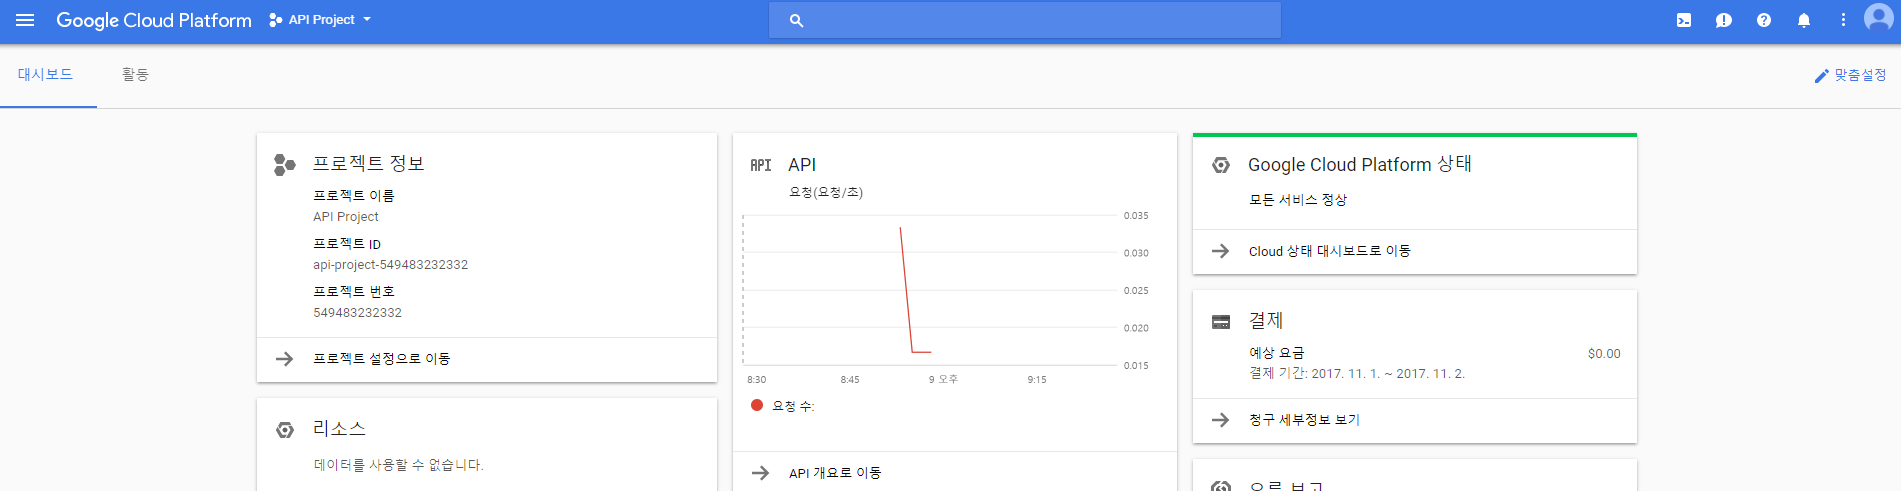 Google Cloud Platform API Project
대시보드 활동 맞춤설정
프로젝트 정보
프로젝트 이름
API Project
프로젝트 ID
api-project-549483232332
프로젝트 번호
549483232332
프로젝트 설정으로 이동
리소스
데이터를 사용할 수 없습니다.
API API
요청(요청/초)
0.035
0.030
0.025
0.020
0.015
8:30 8:45 9 오후 9:15
요청 수:
API 개요로 이동
Google Cloud Platform 상태
모든 서비스 정상
Cloud 상태 대시보드로 이동
결제
예상 요금 $0.00
결제 기간: 2017. 11. 1. ~ 2017. 11. 2.
청구 세부정보 보기
오류 보고